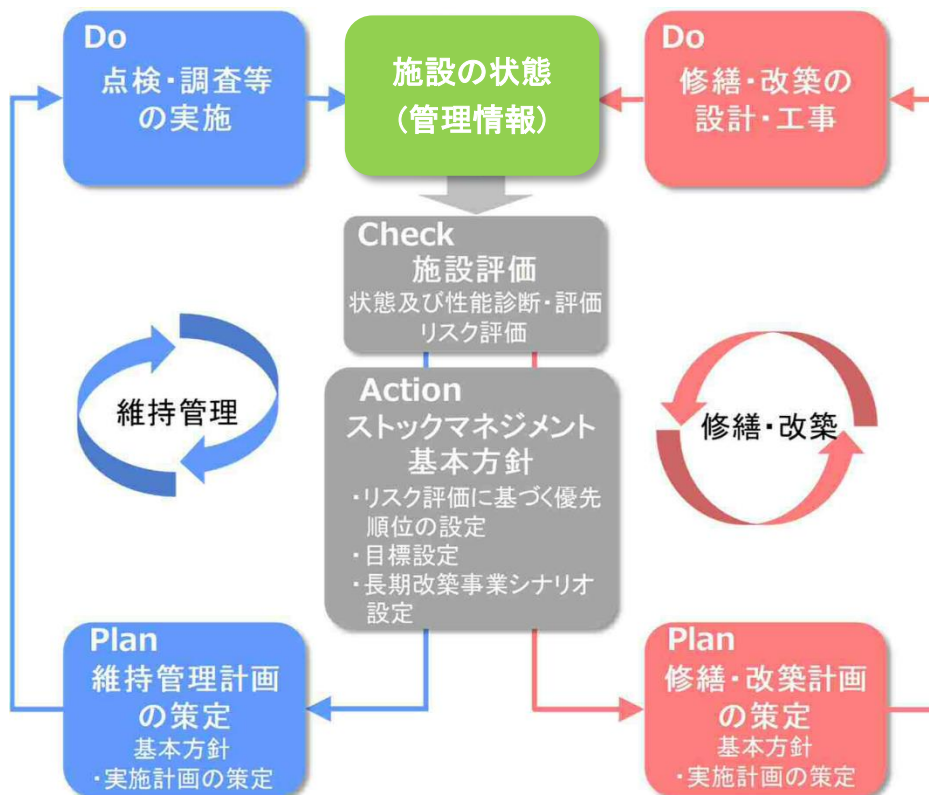 Do
点検・調査等
の実施
施設の状態
(管理情報)
Do
修繕・改築の
設計・工事
Check
施設評価
状態及び性能診断・評価
リスク評価
維持管理
Action
ストックマネジメント
基本方針
・リスク評価に基づく優先
順位の設定
・目標設定
・長期改築事業シナリオ
設定
修繕・改築
Plan
維持管理計画
の策定
基本方針
・実施計画の策定
Plan
修繕・改築計画
の策定
基本方針
・実施計画の策定